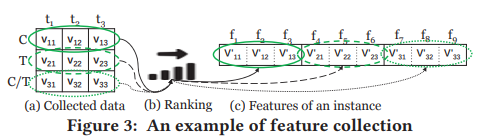 t₁ t₂ t₃
f₁ f₂ f₃ f₄ f₅ f₆ f₇ f₈ f₉
C v₁₁ v₁₂ v₁₃
V'₁₁ V'₁₂ V'₁₃ V'₂₁ V'₂₂ V'₂₃ V'₃₁ V'₃₂ V'₃₃
T v₂₁ v₂₂ v₂₃
C/T v₃₁ v₃₂ v₃₃
(a) Collected data (b) Ranking (c) Features of an instance
Figure 3: An example of feature collection